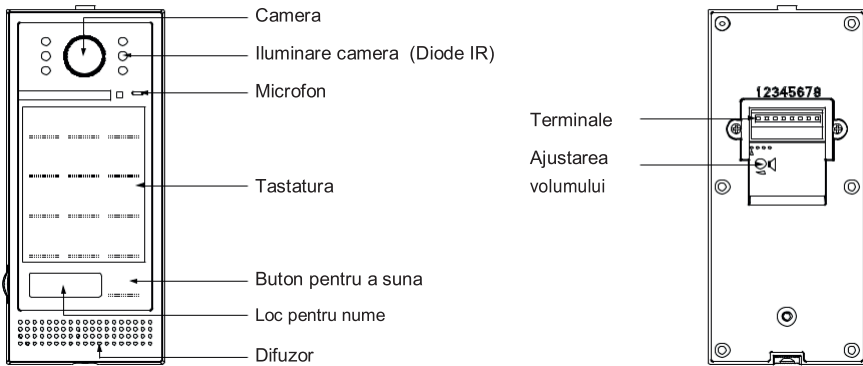 Camera
Iluminare camera (Diode IR)
Microfon
Tastatura
Buton pentru a suna
Loc pentru nume
Difuzor
12345678
Terminale
Ajustarea
volumului